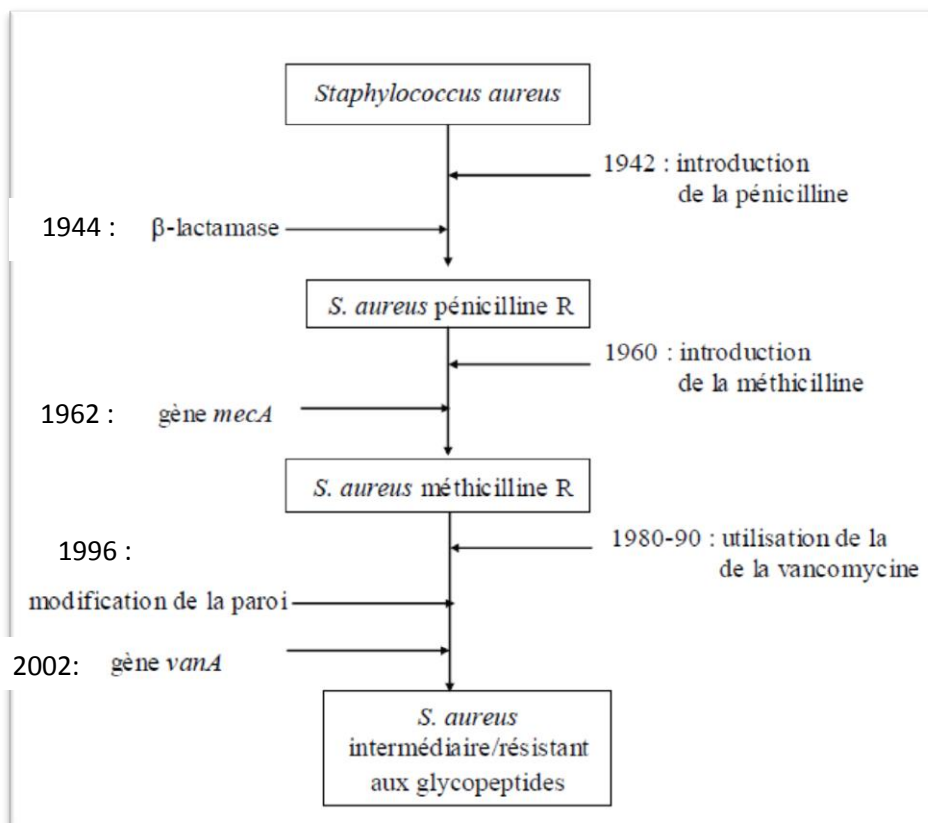 Staphylococcus aureus
1942 : introduction
de la pénicilline
1944 : β-lactamase
S. aureus pénicilline R
1960 : introduction
de la méthicilline
1962 : gène mecA
S. aureus méthicilline R
1996 :
1980-90 : utilisation de la
de la vancomycine
modification de la paroi
2002: gène vanA
S. aureus
intermédiaire/résistant
aux glycopeptides